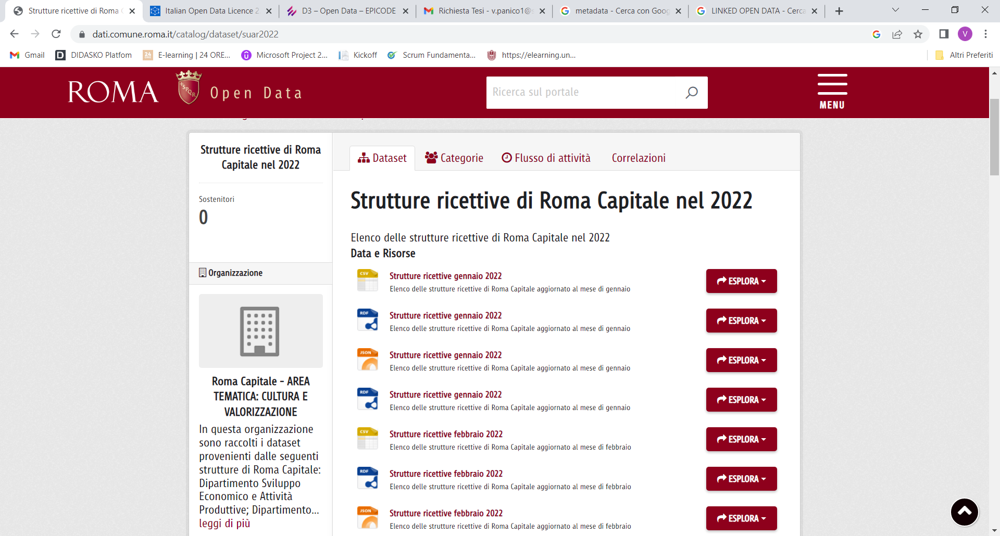 Strutture ricettive di Roma
Italian Open Data Licence 2
D3 – Open Data – EPICODE
Richiesta Tesi - v.panico1@
metadata - Cerca con Goog
LINKED OPEN DATA - Cerca
dati.comune.roma.it/catalog/dataset/suar2022
V
Gmail
DIDASKO Platfom
E-learning | 24 ORE...
Microsoft Project 2...
Kickoff
Scrum Fundamenta...
https://elearning.un...
Altri Preferiti
ROMA
SPQR
Open Data
Ricerca sul portale
MENU
Strutture ricettive di Roma
Capitale nel 2022
Sostenitori
0
Organizzazione
Roma Capitale - AREA
TEMATICA: CULTURA E
VALORIZZAZIONE
In questa organizzazione
sono raccolti i dataset
provenienti dalle seguenti
strutture di Roma Capitale:
Dipartimento Sviluppo
Economico e Attività
Produttive; Dipartimento...
leggi di più
Dataset
Categorie
Flusso di attività
Correlazioni
Strutture ricettive di Roma Capitale nel 2022
Elenco delle strutture ricettive di Roma Capitale nel 2022
Data e Risorse
CSV
Strutture ricettive gennaio 2022
Elenco delle strutture ricettive di Roma Capitale aggiornato al mese di gennaio
ESPLORA
RDF
Strutture ricettive gennaio 2022
Elenco delle strutture ricettive di Roma Capitale aggiornato al mese di gennaio
ESPLORA
JSON
Strutture ricettive gennaio 2022
Elenco delle strutture ricettive di Roma Capitale aggiornato al mese di gennaio
ESPLORA
RDF
Strutture ricettive gennaio 2022
Elenco delle strutture ricettive di Roma Capitale aggiornato al mese di gennaio
ESPLORA
CSV
Strutture ricettive febbraio 2022
Elenco delle strutture ricettive di Roma Capitale aggiornato al mese di febbraio
ESPLORA
RDF
Strutture ricettive febbraio 2022
Elenco delle strutture ricettive di Roma Capitale aggiornato al mese di febbraio
ESPLORA
JSON
Strutture ricettive febbraio 2022
Elenco delle strutture ricettive di Roma Capitale aggiornato al mese di febbraio
ESPLORA